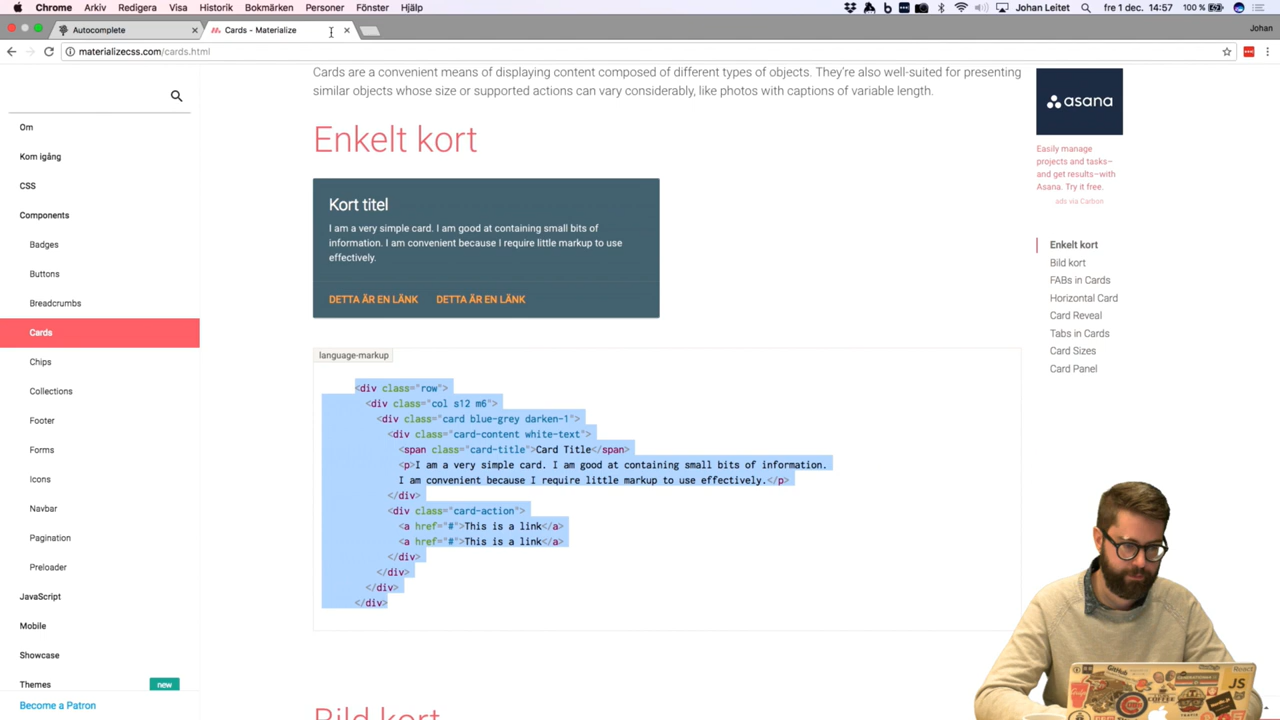 Chrome Arkiv Redigera Visa Historik Bokmärken Personer Fönster Hjälp
Johan Leitet fre 1 dec. 14:57 100 %
Autocomplete
Cards - Materialize
Johan
materializecss.com/cards.html
Om
Kom igång
CSS
Components
Badges
Buttons
Breadcrumbs
Cards
Chips
Collections
Footer
Forms
Icons
Navbar
Pagination
Preloader
JavaScript
Mobile
Showcase
Themes new
Become a Patron
Cards are a convenient means of displaying content composed of different types of objects. They're also well-suited for presenting
similar objects whose size or supported actions can vary considerably, like photos with captions of variable length.
Enkelt kort
Kort titel
I am a very simple card. I am good at containing small bits of
information. I am convenient because I require little markup to use
effectively.
DETTA ÄR EN LÄNK DETTA ÄR EN LÄNK
language-markup
<div class="row">
<div class="col s12 m6">
<div class="card blue-grey darken-1">
<div class="card-content white-text">
<span class="card-title">Card Title</span>
<p>I am a very simple card. I am good at containing small bits of information.
I am convenient because I require little markup to use effectively.</p>
</div>
<div class="card-action">
<a href="#">This is a link</a>
<a href="#">This is a link</a>
</div>
</div>
</div>
</div>
Bild kort
asana
Easily manage
projects and tasks–
and get results–with
Asana. Try it free.
ads via Carbon
Enkelt kort
Bild kort
FABs in Cards
Horizontal Card
Card Reveal
Tabs in Cards
Card Sizes
Card Panel
GitHub
React
JS